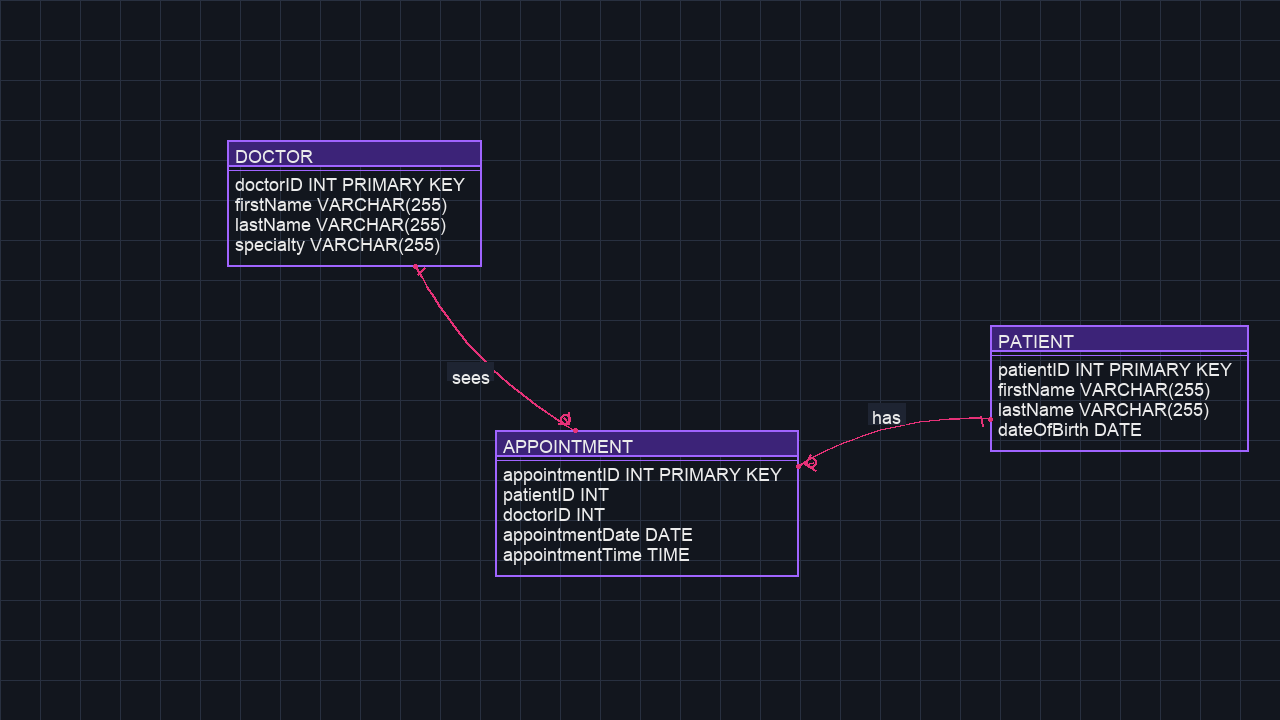 DOCTOR
doctorID INT PRIMARY KEY
firstName VARCHAR(255)
lastName VARCHAR(255)
specialty VARCHAR(255)
sees
has
PATIENT
patientID INT PRIMARY KEY
firstName VARCHAR(255)
lastName VARCHAR(255)
dateOfBirth DATE
APPOINTMENT
appointmentID INT PRIMARY KEY
patientID INT
doctorID INT
appointmentDate DATE
appointmentTime TIME